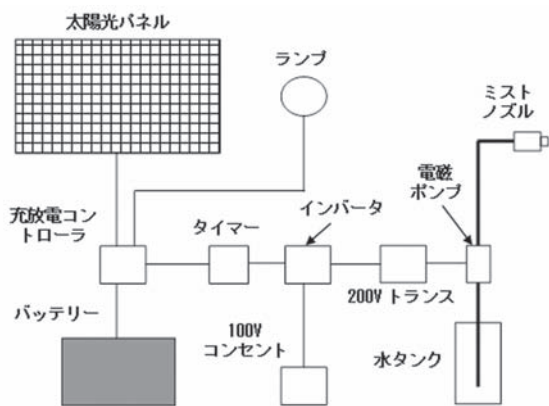 太陽光パネル
ランプ
ミスト
ノズル
電磁
ポンプ
充放電コン
トローラ
タイマー
インバータ
200V トランス
バッテリー
100V
コンセント
水タンク